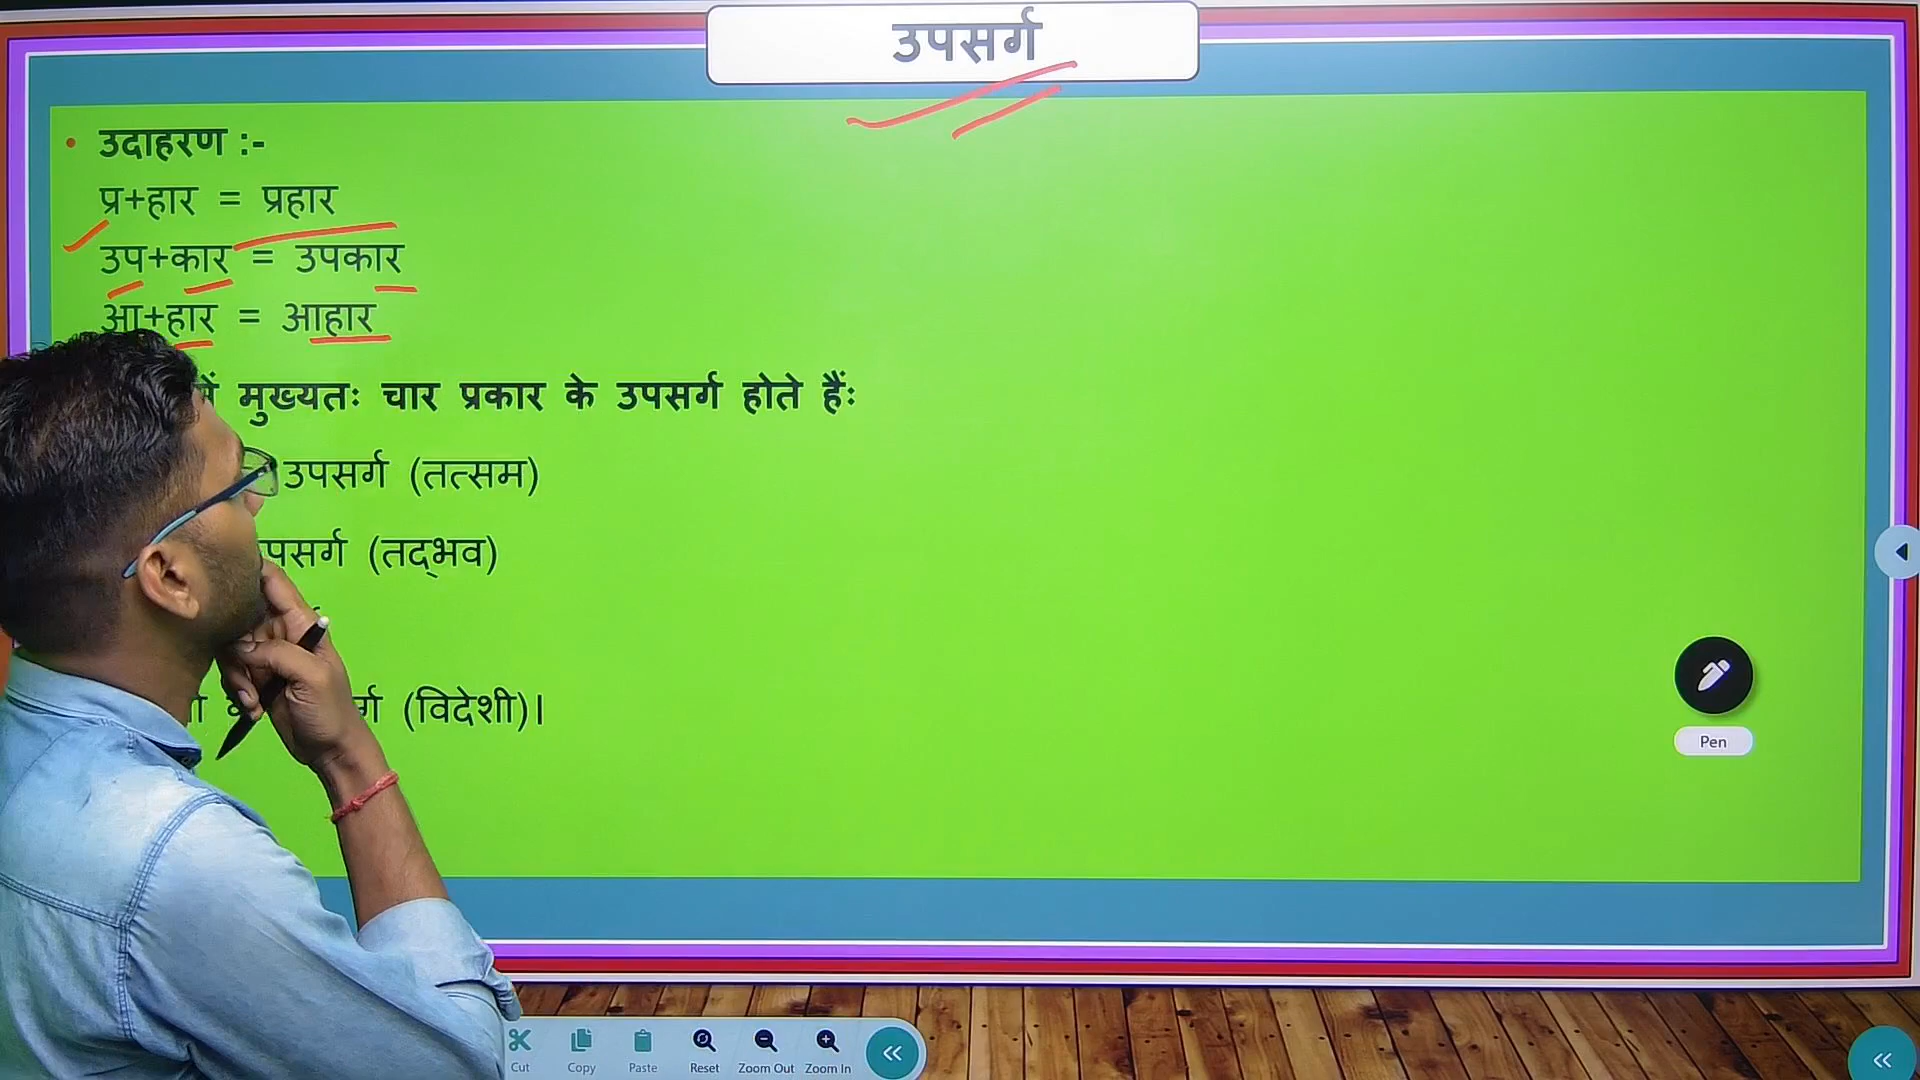 उपसर्ग
• उदाहरण :-
प्र+हार = प्रहार
उप+कार = उपकार
आ+हार = आहार
में मुख्यतः चार प्रकार के उपसर्ग होते हैंः
उपसर्ग (तत्सम)
उपसर्ग (तद्भव)
(विदेशी)।
Pen
Cut Copy Paste Reset Zoom Out Zoom In